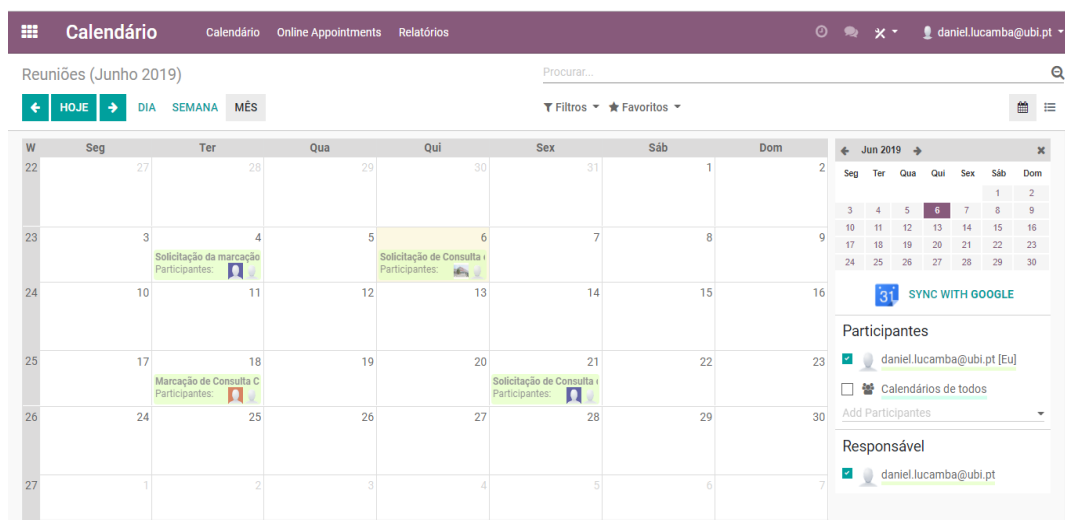 Calendário Calendário Online Appointments Relatórios daniel.lucamba@ubi.pt
Reuniões (Junho 2019) Procurar...
HOJE DIA SEMANA MÊS Filtros Favoritos
W Seg Ter Qua Qui Sex Sáb Dom
22 27 28 29 30 31 1 2
23 3 4 5 6 7 8 9
Solicitação da marcação Solicitação de Consulta
Participantes: Participantes:
24 10 11 12 13 14 15 16
25 17 18 19 20 21 22 23
Marcação de Consulta C Solicitação de Consulta
Participantes: Participantes:
26 24 25 26 27 28 29 30
27 1 2 3 4 5 6 7
Jun 2019
Seg Ter Qua Qui Sex Sáb Dom
1 2
3 4 5 6 7 8 9
10 11 12 13 14 15 16
17 18 19 20 21 22 23
24 25 26 27 28 29 30
31 SYNC WITH GOOGLE
Participantes
daniel.lucamba@ubi.pt [Eu]
Calendários de todos
Add Participantes
Responsável
daniel.lucamba@ubi.pt